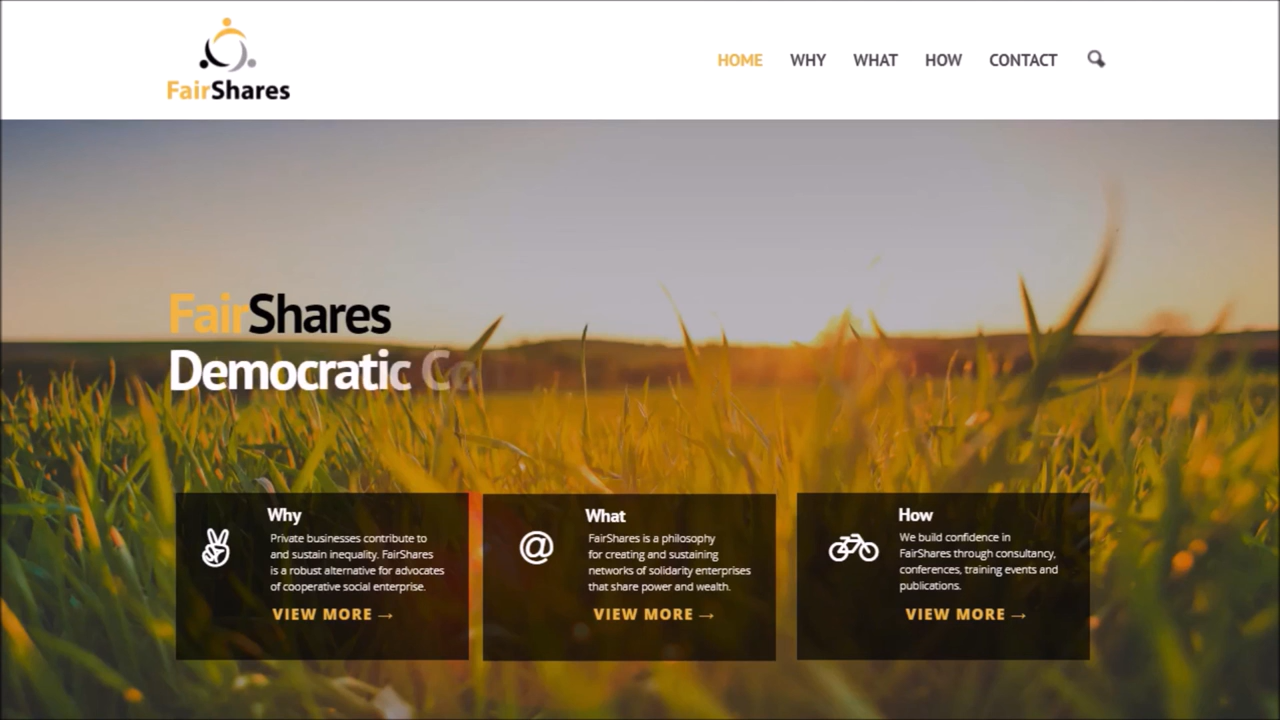 FairShares
HOME WHY WHAT HOW CONTACT
FairShares
Democratic Co
Why
Private businesses contribute to
and sustain inequality. FairShares
is a robust alternative for advocates
of cooperative social enterprise.
VIEW MORE →
What
@
FairShares is a philosophy
for creating and sustaining
networks of solidarity enterprises
that share power and wealth.
VIEW MORE →
How
We build confidence in
FairShares through consultancy,
conferences, training events and
publications.
VIEW MORE →